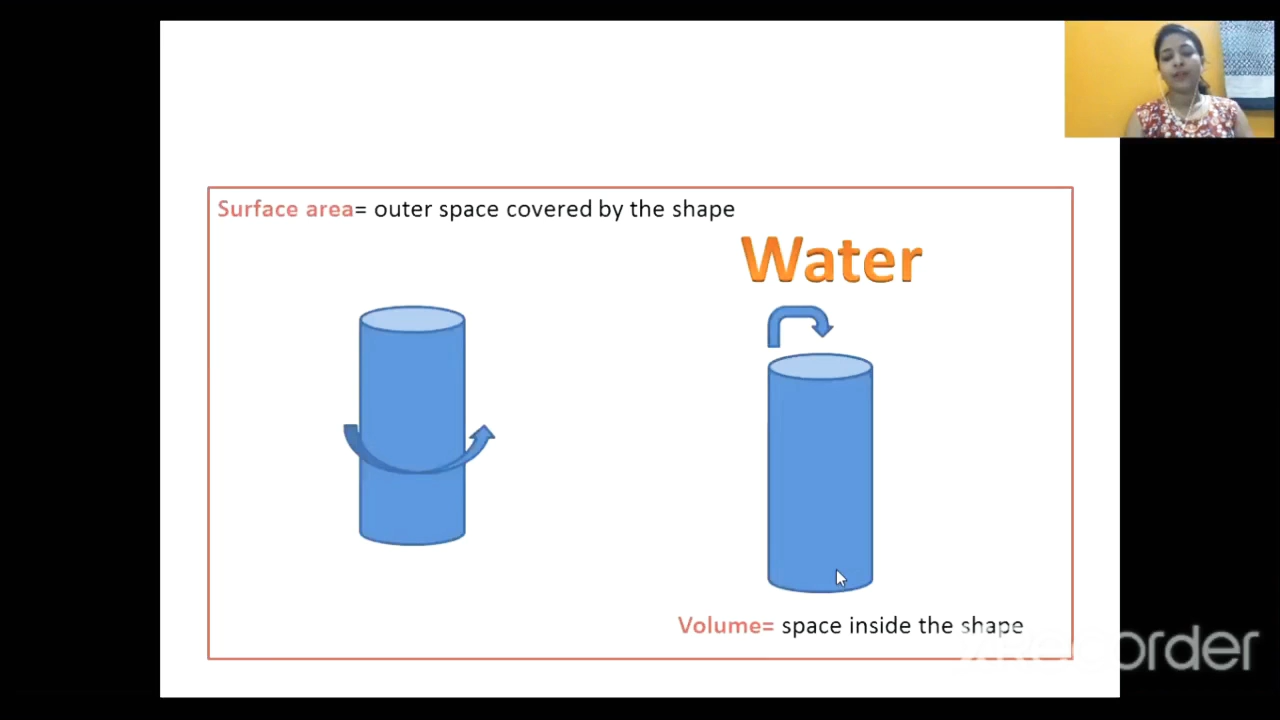 Surface area= outer space covered by the shape
Water
Volume= space inside the shape